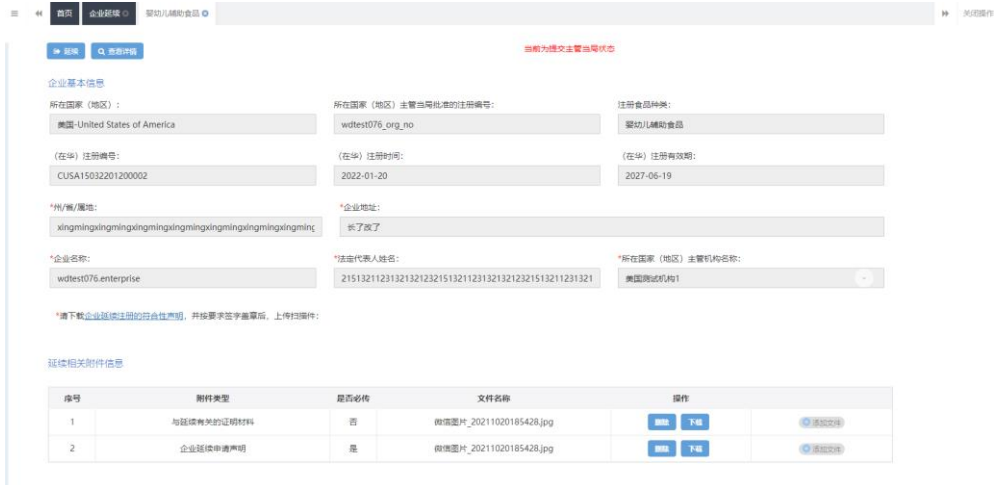 首页 企业延续 婴幼儿辅助食品 关闭操作
延续 查看详情 当前为提交主管当局状态
企业基本信息
所在国家（地区）： 所在国家（地区）主管当局批准的注册编号： 注册食品种类：
美国-United States of America wdtest076_org_no 婴幼儿辅助食品
（在华）注册编号： （在华）注册时间： （在华）注册有效期：
CUSA15032201200002 2022-01-20 2027-06-19
*州/省/属地： *企业地址：
xingmingxingmingxingmingxingmingxingmingxingmingxingming 长了改了
*企业名称： *法定代表人姓名： *所在国家（地区）主管机构名称：
wdtest076.enterprise 2151321123132132123215132112313213212321513211231321 美国测试机构1
*请下载企业延续注册的符合性声明，并按要求签字盖章后，上传扫描件：
延续相关附件信息
序号 附件类型 是否必传 文件名称 操作
1 与延续有关的证明材料 否 微信图片_20211020185428.jpg 删除 下载 添加文件
2 企业延续申请声明 是 微信图片_20211020185428.jpg 删除 下载 添加文件